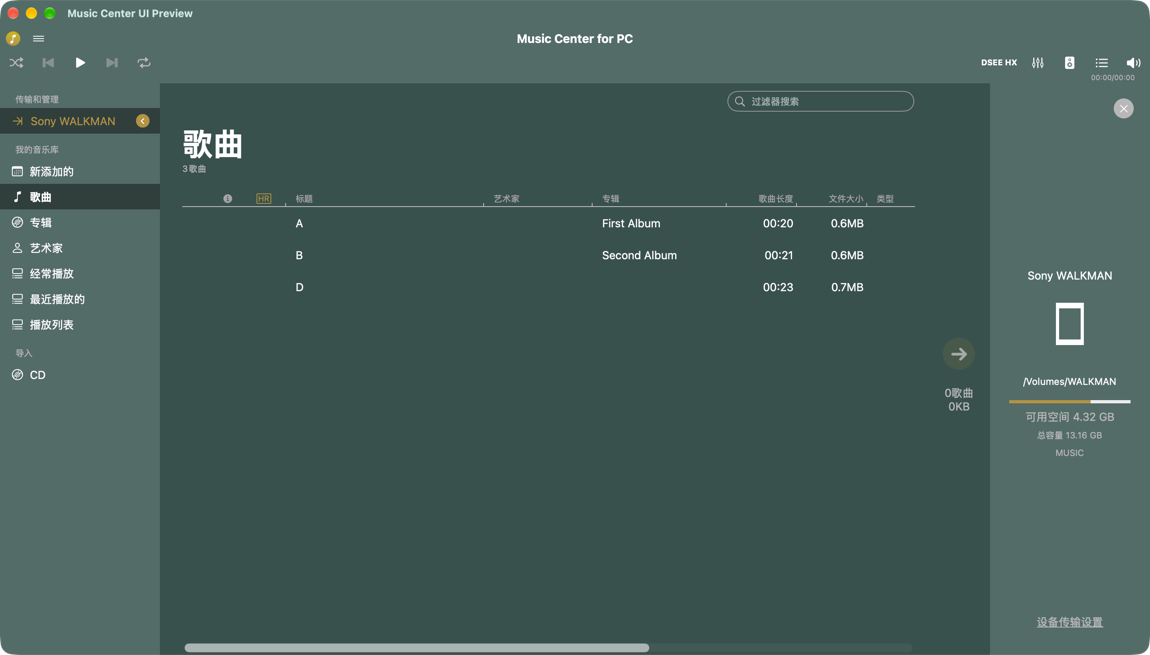 Music Center UI Preview
Music Center for PC
DSEE HX
00:00/00:00
传输和管理
Sony WALKMAN
我的音乐库
新添加的
歌曲
专辑
艺术家
经常播放
最近播放的
播放列表
导入
CD
过滤器搜索
歌曲
3歌曲
HR 标题 艺术家 专辑 歌曲长度 文件大小 类型
A First Album 00:20 0.6MB
B Second Album 00:21 0.6MB
D 00:23 0.7MB
0歌曲
0KB
Sony WALKMAN
/Volumes/WALKMAN
可用空间 4.32 GB
总容量 13.16 GB
MUSIC
设备传输设置